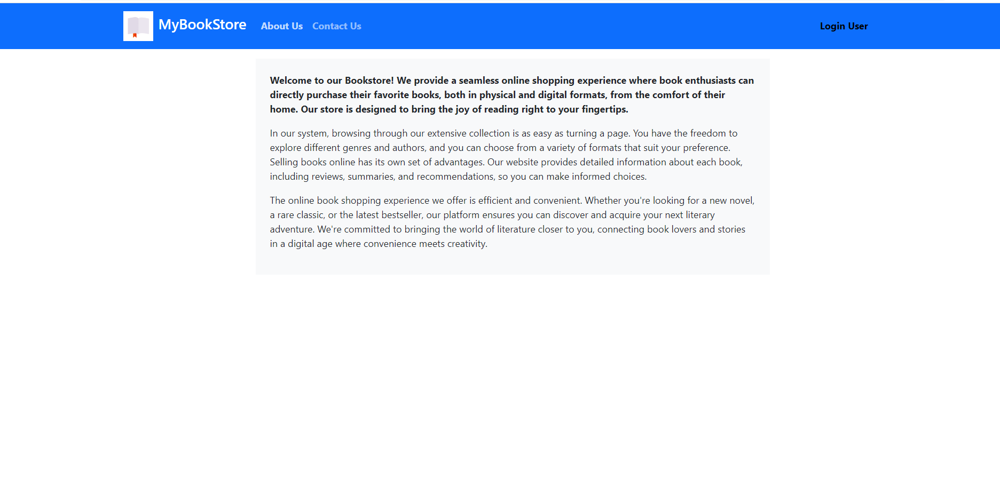 MyBookStore About Us Contact Us Login User
Welcome to our Bookstore! We provide a seamless online shopping experience where book enthusiasts can
directly purchase their favorite books, both in physical and digital formats, from the comfort of their
home. Our store is designed to bring the joy of reading right to your fingertips.
In our system, browsing through our extensive collection is as easy as turning a page. You have the freedom to
explore different genres and authors, and you can choose from a variety of formats that suit your preference.
Selling books online has its own set of advantages. Our website provides detailed information about each book,
including reviews, summaries, and recommendations, so you can make informed choices.
The online book shopping experience we offer is efficient and convenient. Whether you're looking for a new novel,
a rare classic, or the latest bestseller, our platform ensures you can discover and acquire your next literary
adventure. We're committed to bringing the world of literature closer to you, connecting book lovers and stories
in a digital age where convenience meets creativity.